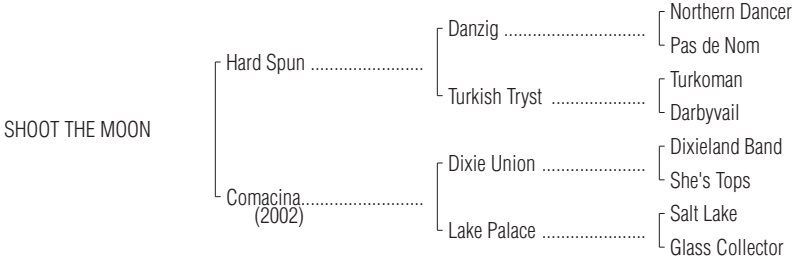 Northern Dancer
Danzig ..............................
Pas de Nom
Hard Spun ........................
Turkoman
Turkish Tryst ....................
Darbyvail
SHOOT THE MOON
Dixieland Band
Dixie Union ......................
She's Tops
Comacina..........................
(2002)
Salt Lake
Lake Palace ......................
Glass Collector